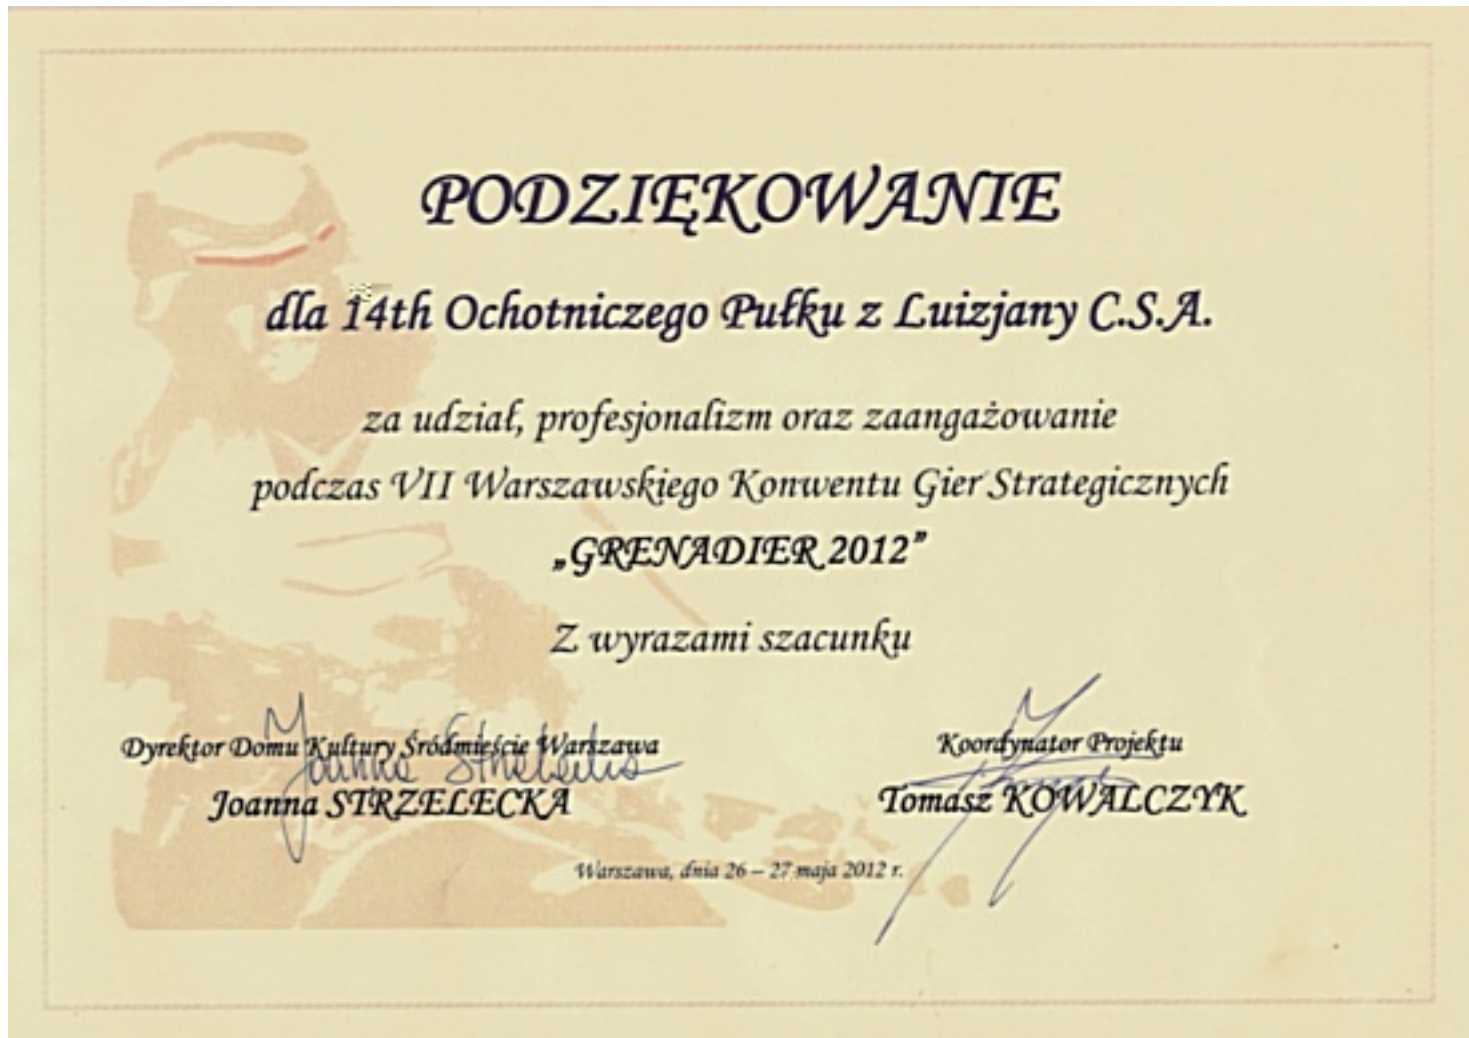 PODZIĘKOWANIE
dla 14th Ochotniczego Pułku z Luizjany C.S.A.
za udział, profesjonalizm oraz zaangażowanie
podczas VII Warszawskiego Konwentu Gier Strategicznych
„GRENADIER 2012”
Z wyrazami szacunku
Dyrektor Domu Kultury Śródmieście Warszawa
Joanna Strzelecka
Joanna STRZELECKA
Koordynator Projektu
Tomasz KOWALCZYK
Warszawa, dnia 26 – 27 maja 2012 r.